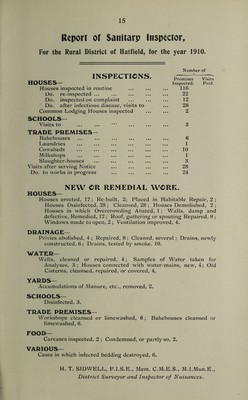 15
Report of Sanitary Inspector,
For the Rural District of Hatfield, for the year 1910.
INSPECTIONS.
Number of
Premises Inspected. Visits Paid.
HOUSES—
Houses inspected in routine ... ... ... 116
Do. re-inspected ... ... ... ... ... 22
Do. inspected on complaint ... ... ... 12
Do. after infectious disease, visits to ... 28
Common Lodging Houses inspected ... ... 2
SCHOOLS—
Visits to ... ... ... ... ... ... 3
TRADE PREMISES—
Bakehouses ... ... ... ... ... ... 6
Laundries ... ... ... ... ... ... 1
Cowsheds ... ... ... ... ... ... 10
Milkshops ... ... ... ... ... ... 1
Slaughter-houses ... ... ... ... ... 3
Visits after serving Notice ... ... ... ... 26
Do. to works in progress ... ... ... ... 24
NEW OR REMEDIAL WORK.
HOUSES—
Houses erected, 17; Re-built, 2; Placed in Habitable Repair, 2;
Houses Disinfected, 28; Cleansed, 28; Houses Demolished, 2;
Houses in which Overcrowding Abated, 1; Walls, damp and
defective, Remedied, 17; Roof, guttering or spouting Repaired, 8;
Windows made to open, 2; Ventilation improved, 4.
DRAINAGE—
Privies abolished, 4; Repaired, 8; Cleaned, several; Drains, newly
constructed, 6; Drains, tested by smoke, 10.
WATER—
Wells, cleaned or repaired, 4; Samples of Water taken for
Analyses, 3; Houses connected with water-mains, new, 4; Old
Cisterns, cleansed, repaired, or covered, 4.
YARDS—
Accumulations of Manure, etc., removed, 2.
SCHOOLS—
Disinfected, 3.
TRADE PREMISES—
Workshops cleansed or limewashed, 6; Bakehouses cleansed or
limewashed, 6.
FOOD—
Carcases inspected, 2; Condemned, or partly so, 2.
VARIOUS—
Cases in which infected bedding destroyed, 6.
H. T. SIDWELL, F.I.S.E., Mem. C.M.E.S., M.I.Mun.E.,
District Surveyor and Inspector of Nuisances.